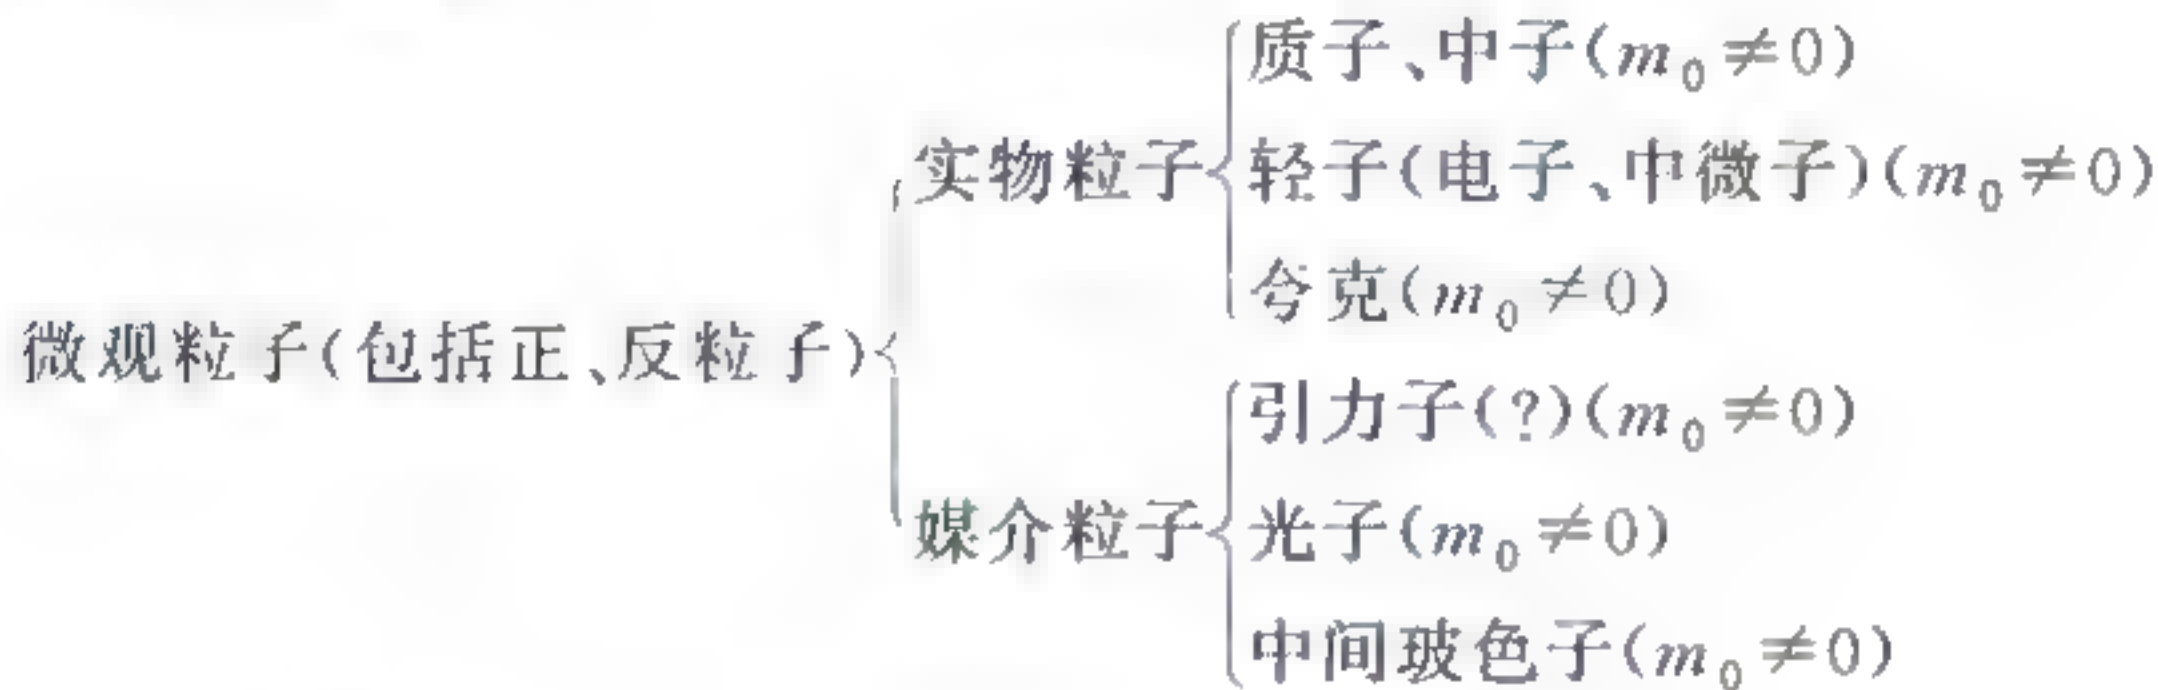 质子、中子(m₀≠0)
实物粒子 轻子(电子、中微子)(m₀≠0)
夸克(m₀≠0)
微观粒子(包括正、反粒子)
引力子(?)(m₀≠0)
媒介粒子 光子(m₀≠0)
中间玻色子(m₀≠0)